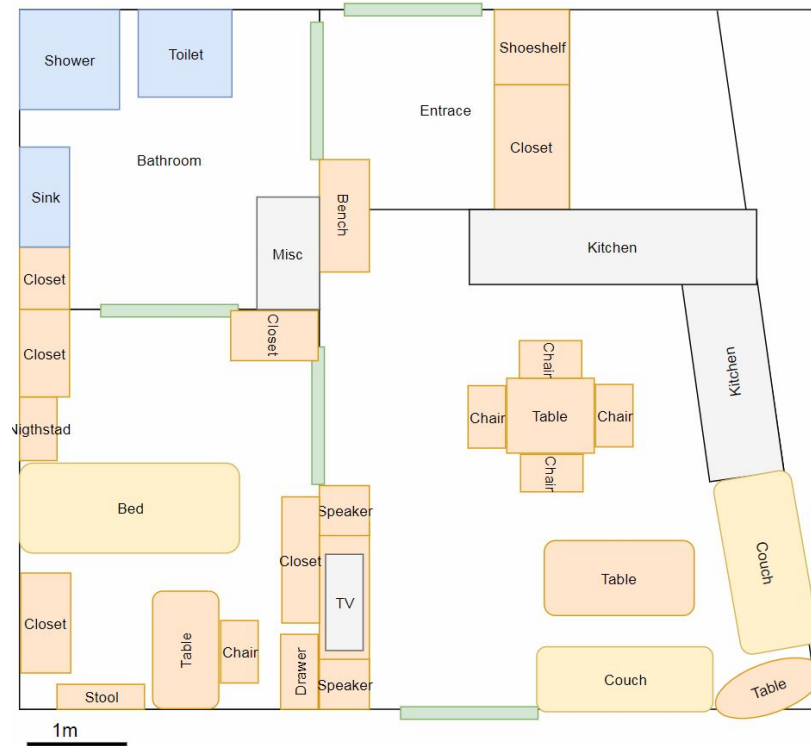 Shower
Toilet
Shoeshelf
Entrace
Closet
Bathroom
Sink
Bench
Misc
Kitchen
Closet
Closet
Closet
Kitchen
Chair
Chair
Table
Chair
Chair
Nigthstad
Bed
Speaker
Closet
TV
Couch
Table
Closet
Table
Chair
Drawer
Speaker
Couch
Table
Stool
1m